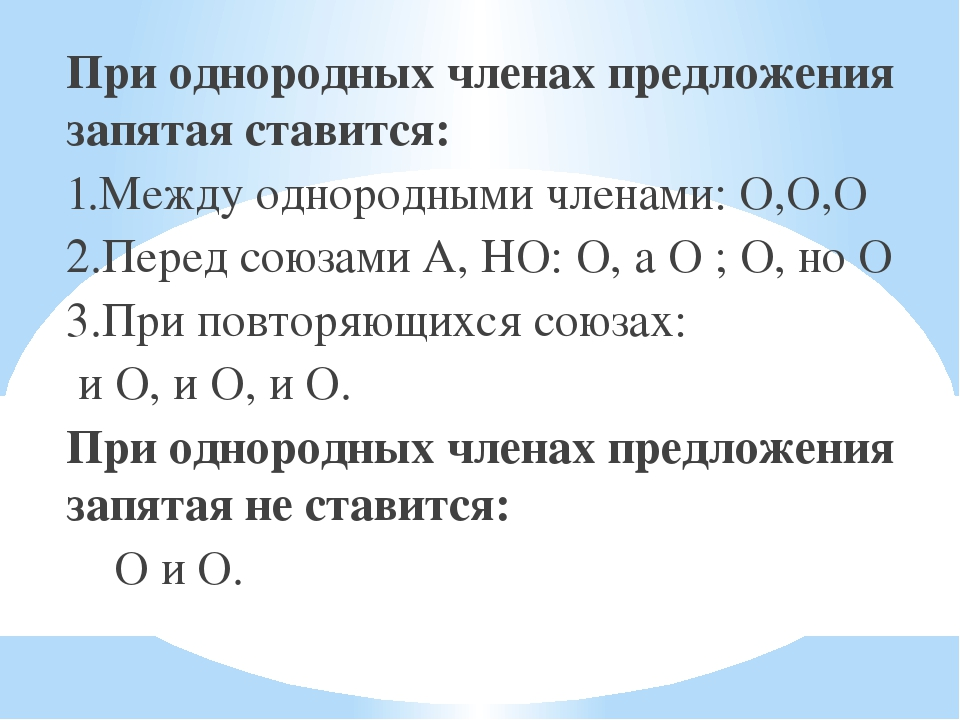 При однородных членах предложения
запятая ставится:
1.Между однородными членами: О,О,О
2.Перед союзами А, НО: О, а О ; О, но О
3.При повторяющихся союзах:
и О, и О, и О.
При однородных членах предложения
запятая не ставится:
О и О.